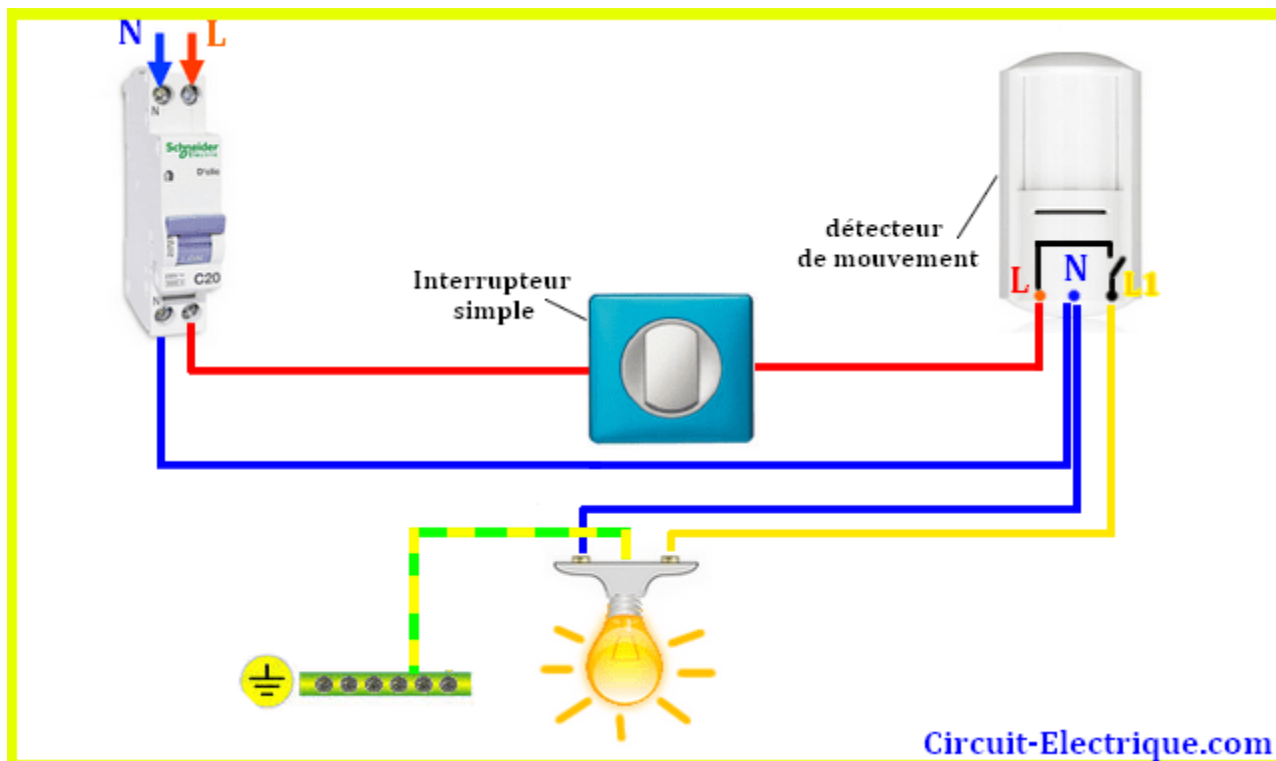 N L
N
Schneider
Electric
D'clic
C20
N
Interrupteur
simple
détecteur
de mouvement
L N L1
Circuit-Electrique.com